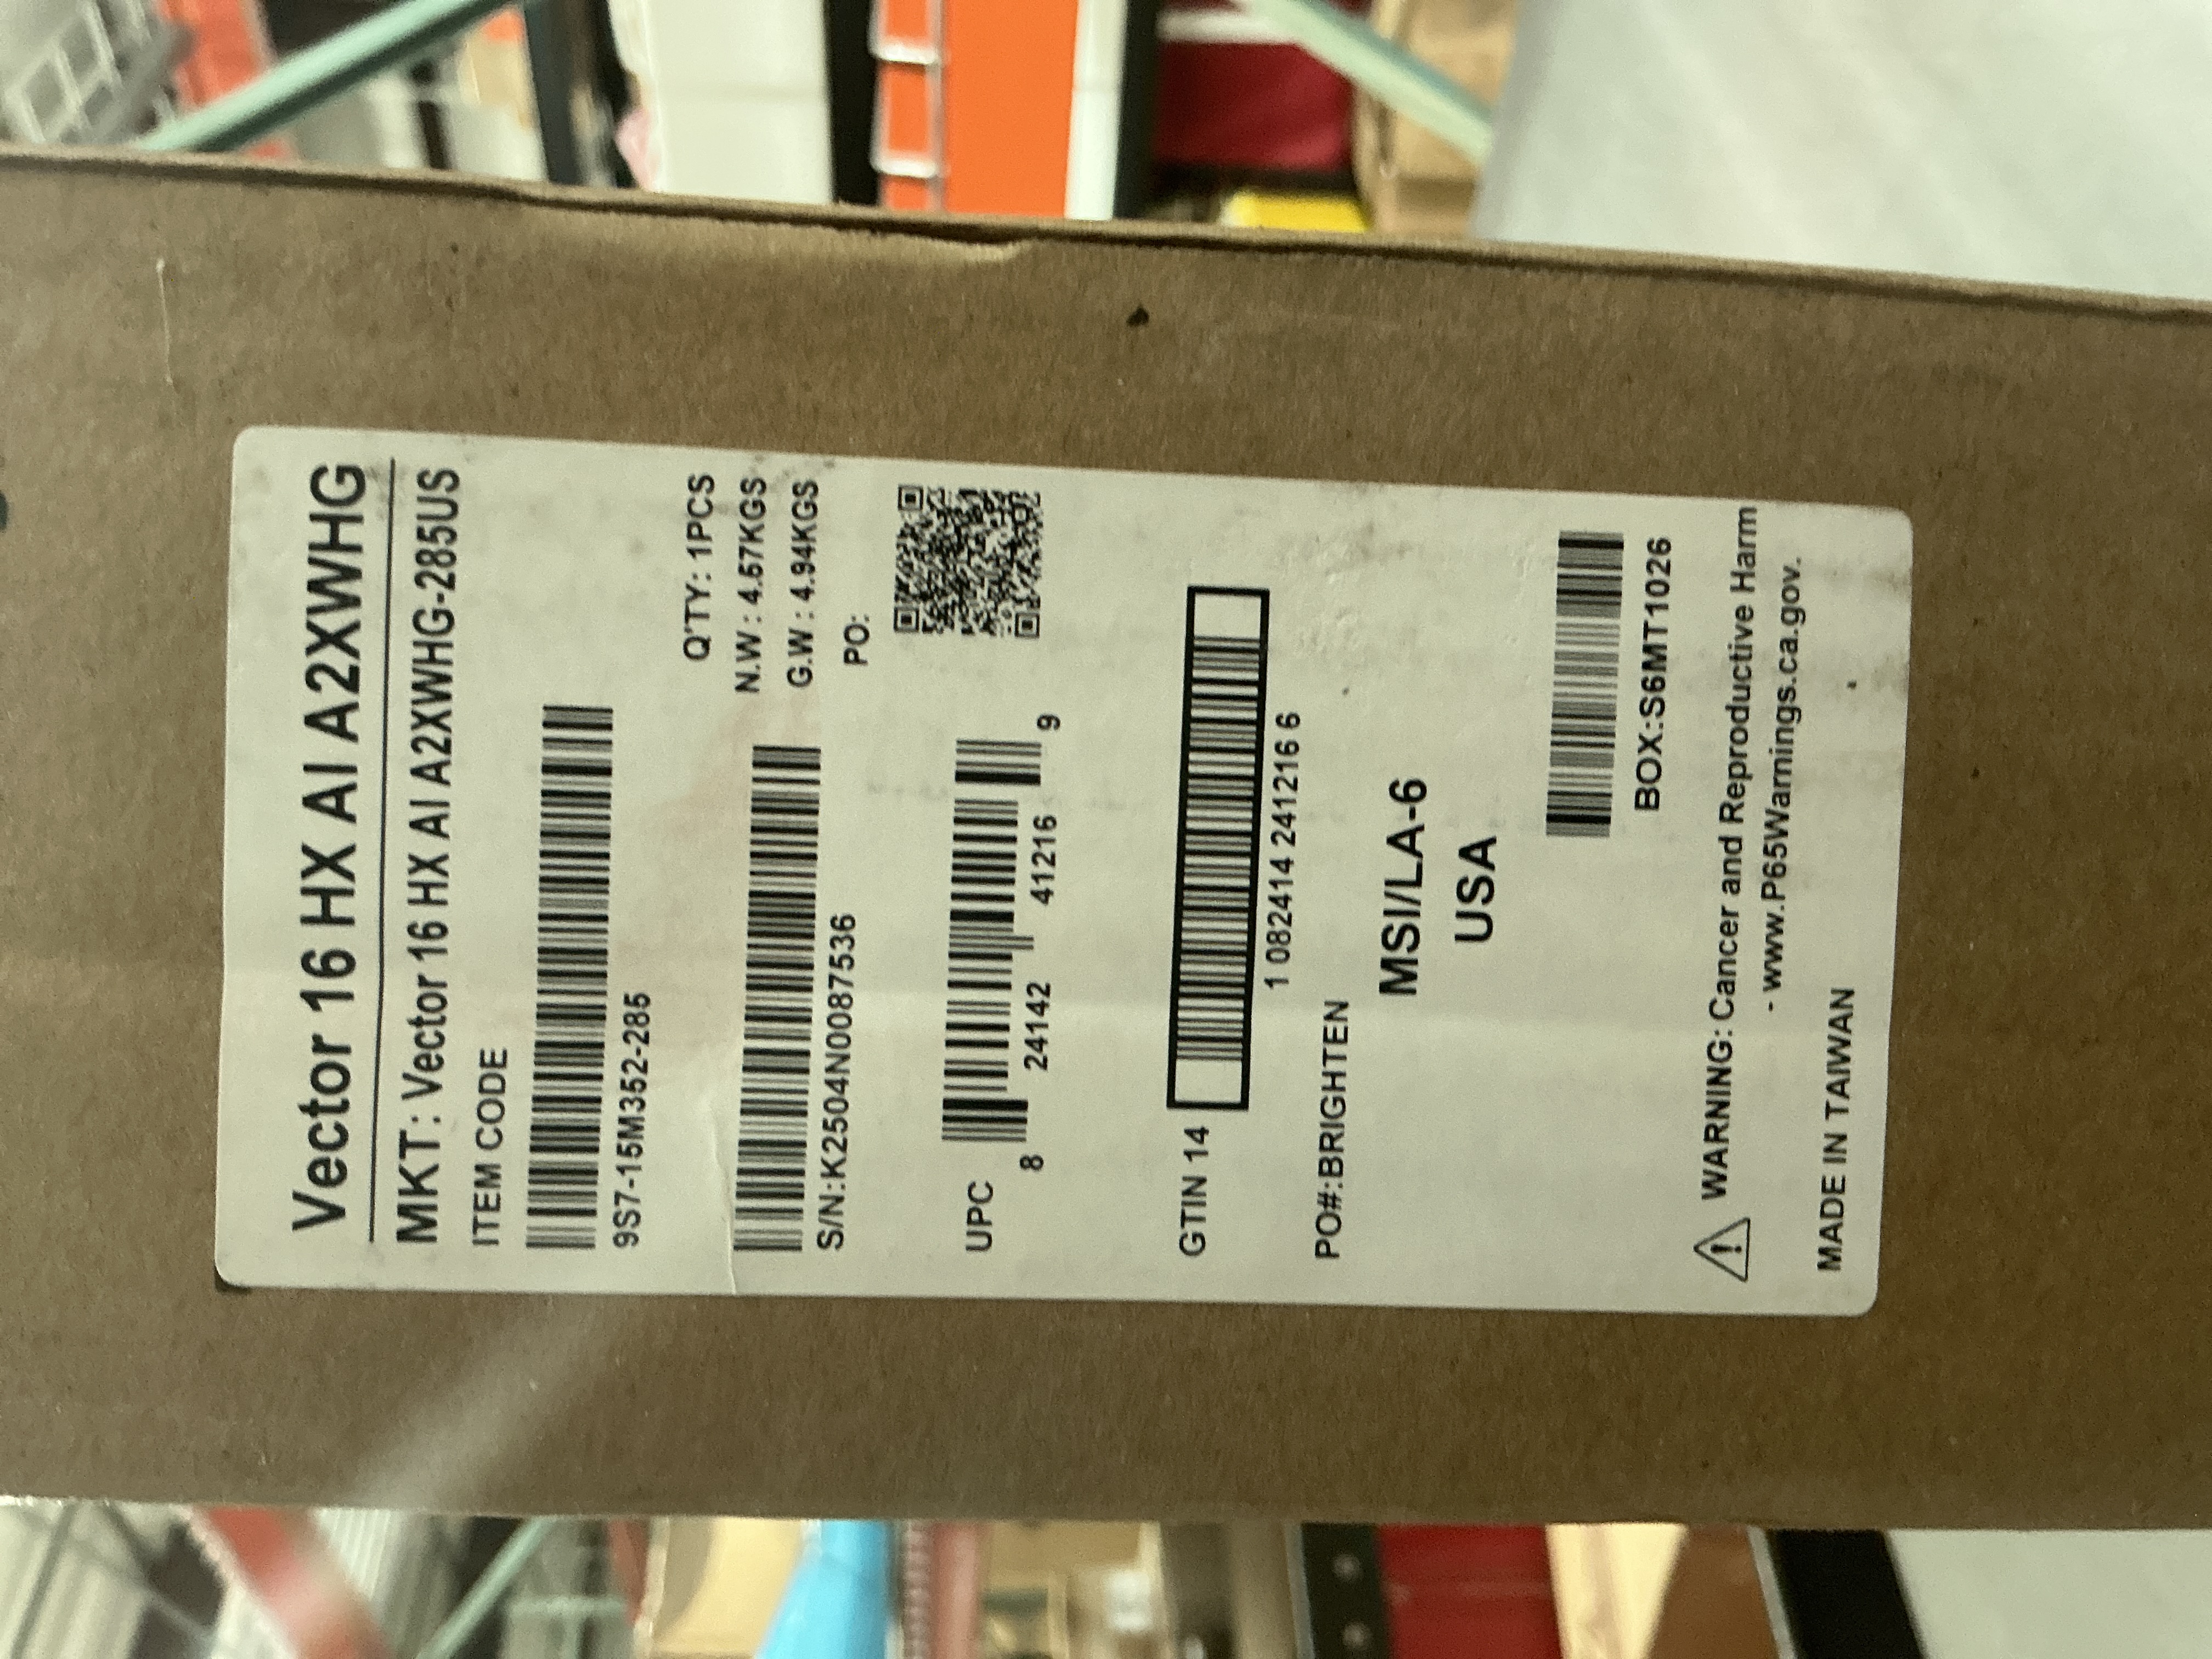 Vector 16 HX AI A2XWHG
MKT: Vector 16 HX AI A2XWHG-285US
ITEM CODE
9S7-15M352-285
Q'TY: 1PCS
N.W: 4.57KGS
G.W: 4.94KGS
S/N:K2504N0087536
PO:
UPC
8 24142 41216 9
GTIN 14
1 0824142 41216 6
PO#:BRIGHTEN
MSI/LA-6
USA
BOX:S6MT1026
WARNING: Cancer and Reproductive Harm
- www.P65Warnings.ca.gov.
MADE IN TAIWAN